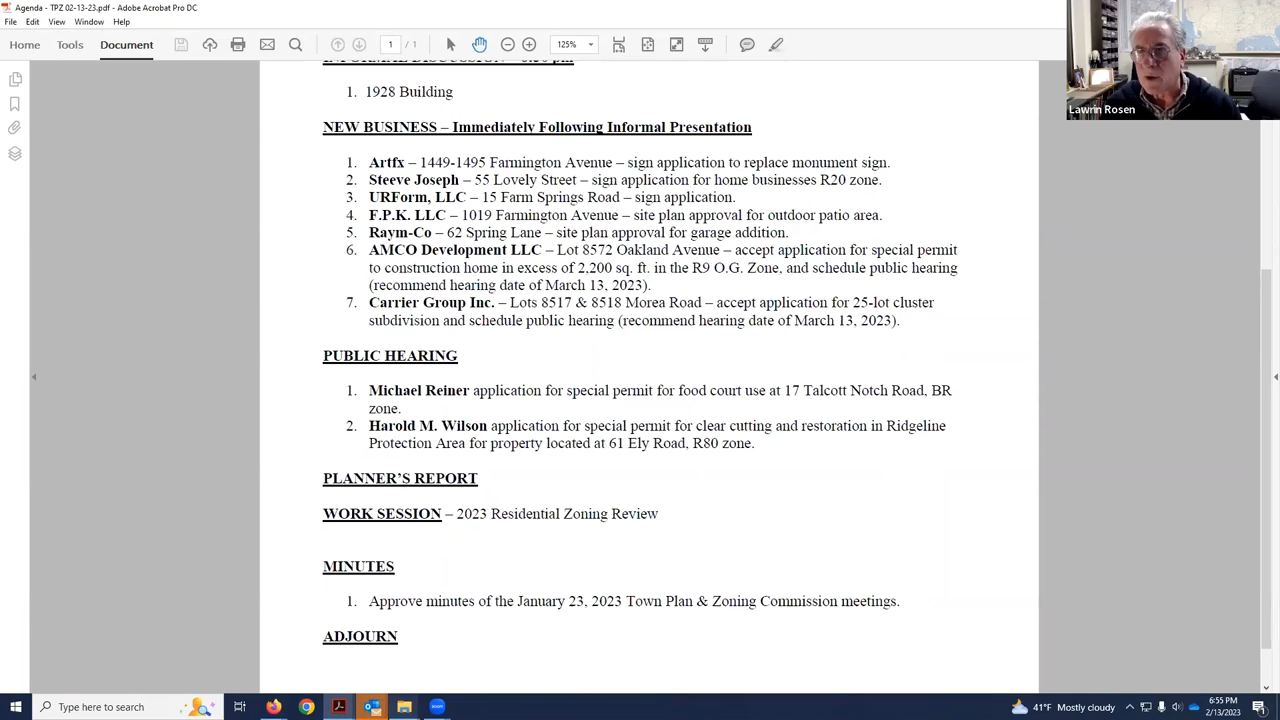 Agenda - TPZ 02-13-23.pdf - Adobe Acrobat Pro DC
File Edit View Window Help
Home Tools Document 1 / 1 125%
INFORMAL DISCUSSION – 6:30 pm
1. 1928 Building
NEW BUSINESS – Immediately Following Informal Presentation
1. Artfx – 1449-1495 Farmington Avenue – sign application to replace monument sign.
2. Steeve Joseph – 55 Lovely Street – sign application for home businesses R20 zone.
3. URForm, LLC – 15 Farm Springs Road – sign application.
4. F.P.K. LLC – 1019 Farmington Avenue – site plan approval for outdoor patio area.
5. Raym-Co – 62 Spring Lane – site plan approval for garage addition.
6. AMCO Development LLC – Lot 8572 Oakland Avenue – accept application for special permit
to construction home in excess of 2,200 sq. ft. in the R9 O.G. Zone, and schedule public hearing
(recommend hearing date of March 13, 2023).
7. Carrier Group Inc. – Lots 8517 & 8518 Morea Road – accept application for 25-lot cluster
subdivision and schedule public hearing (recommend hearing date of March 13, 2023).
PUBLIC HEARING
1. Michael Reiner application for special permit for food court use at 17 Talcott Notch Road, BR
zone.
2. Harold M. Wilson application for special permit for clear cutting and restoration in Ridgeline
Protection Area for property located at 61 Ely Road, R80 zone.
PLANNER'S REPORT
WORK SESSION – 2023 Residential Zoning Review
MINUTES
1. Approve minutes of the January 23, 2023 Town Plan & Zoning Commission meetings.
ADJOURN
Lawrin Rosen
Type here to search
zoom
41°F Mostly cloudy
6:55 PM
2/13/2023
1